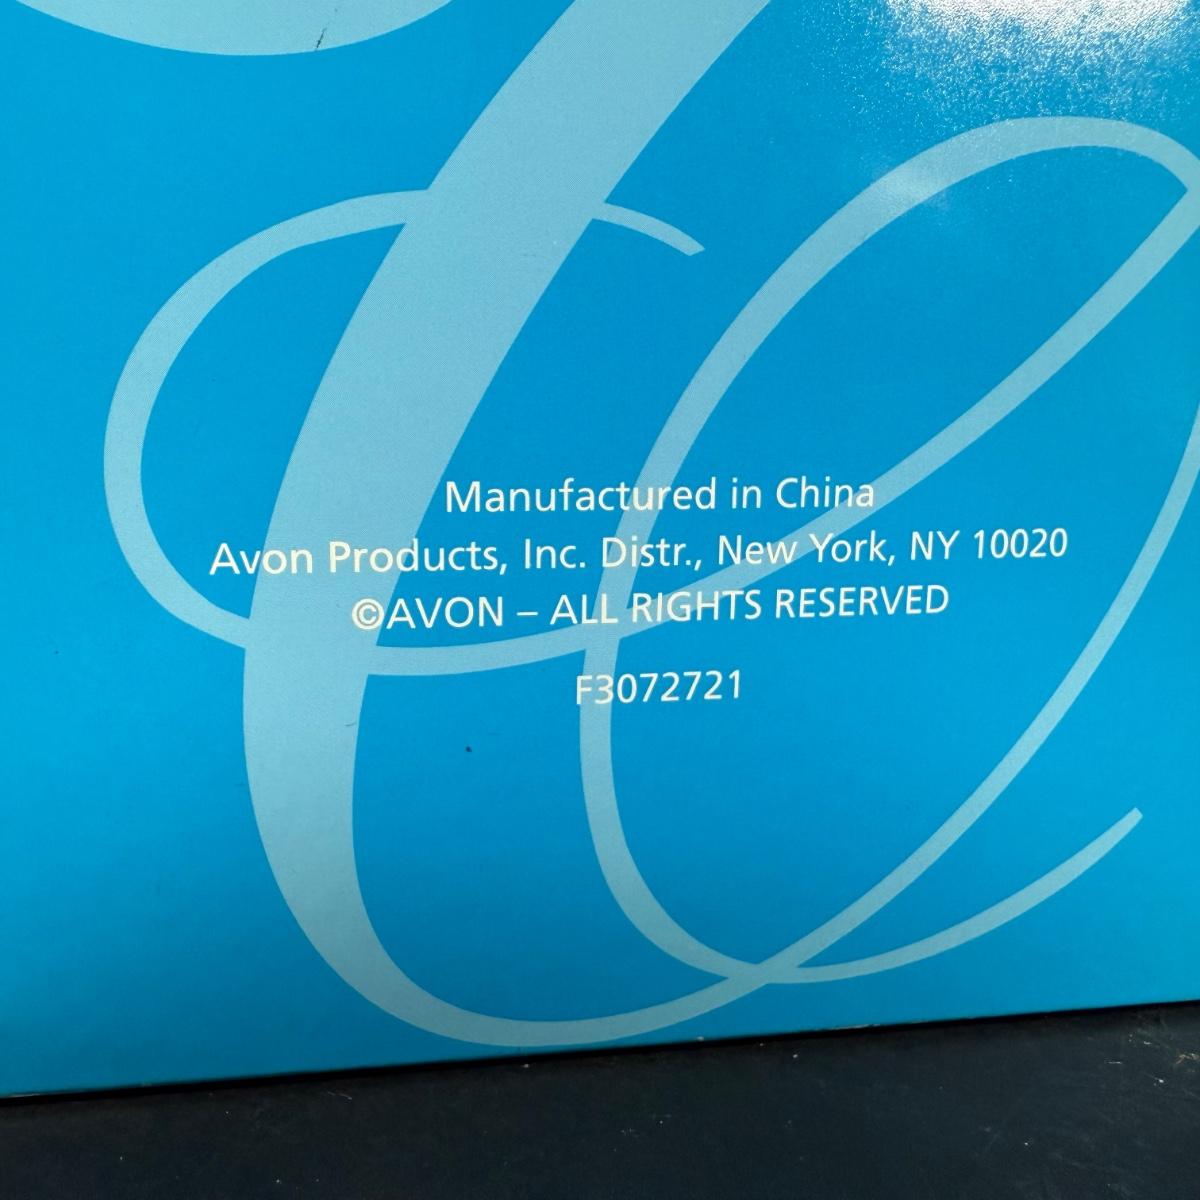 Manufactured in China
Avon Products, Inc. Distr., New York, NY 10020
©AVON – ALL RIGHTS RESERVED
F3072721